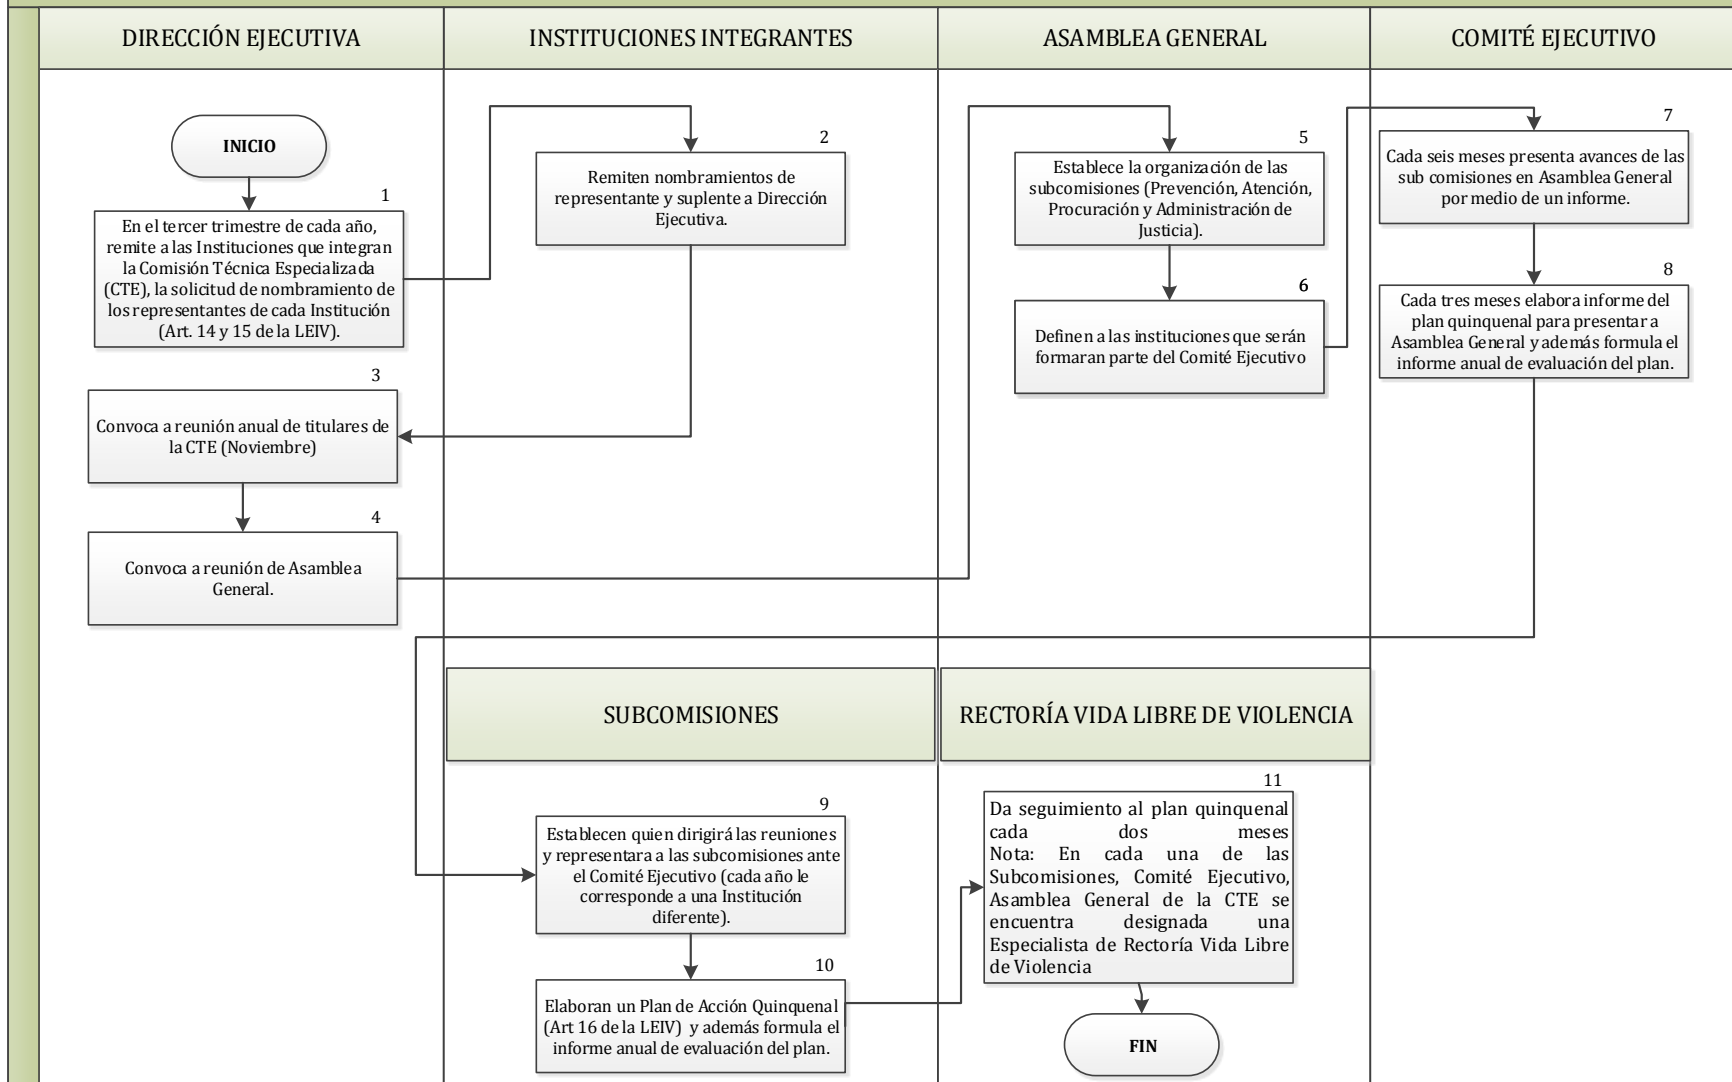 DIRECCIÓN EJECUTIVA
INSTITUCIONES INTEGRANTES
ASAMBLEA GENERAL
COMITÉ EJECUTIVO
INICIO
1
En el tercer trimestre de cada año,
remite a las Instituciones que integran
la Comisión Técnica Especializada
(CTE), la solicitud de nombramiento de
los representantes de cada Institución
(Art. 14 y 15 de la LEIV).
2
Remiten nombramientos de
representante y suplente a Dirección
Ejecutiva.
3
Convoca a reunión anual de titulares de
la CTE (Noviembre)
4
Convoca a reunión de Asamblea
General.
5
Establece la organización de las
subcomisiones (Prevención, Atención,
Procuración y Administración de
Justicia).
6
Definen a las instituciones que serán
formaran parte del Comité Ejecutivo
7
Cada seis meses presenta avances de las
sub comisiones en Asamblea General
por medio de un informe.
8
Cada tres meses elabora informe del
plan quinquenal para presentar a
Asamblea General y además formula el
informe anual de evaluación del plan.
SUBCOMISIONES
RECTORÍA VIDA LIBRE DE VIOLENCIA
9
Establecen quien dirigirá las reuniones
y representara a las subcomisiones ante
el Comité Ejecutivo (cada año le
corresponde a una Institución
diferente).
10
Elaboran un Plan de Acción Quinquenal
(Art 16 de la LEIV) y además formula el
informe anual de evaluación del plan.
11
Da seguimiento al plan quinquenal
cada dos meses
Nota: En cada una de las
Subcomisiones, Comité Ejecutivo,
Asamblea General de la CTE se
encuentra designada una
Especialista de Rectoría Vida Libre
de Violencia
FIN